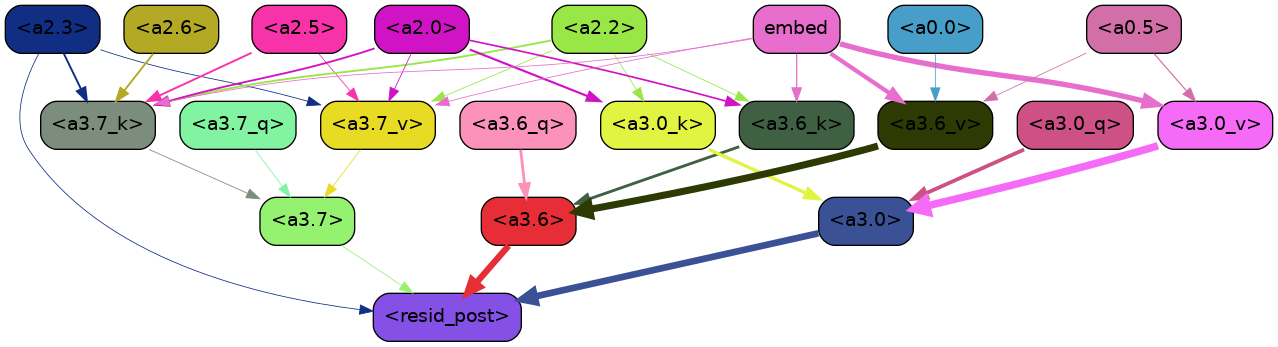 <a2.3> <a2.6> <a2.5> <a2.0> <a2.2> embed <a0.0> <a0.5>
<a3.7_k> <a3.7_q> <a3.7_v> <a3.6_q> <a3.0_k> <a3.6_k> <a3.6_v> <a3.0_q> <a3.0_v>
<a3.7> <a3.6> <a3.0>
<resid_post>